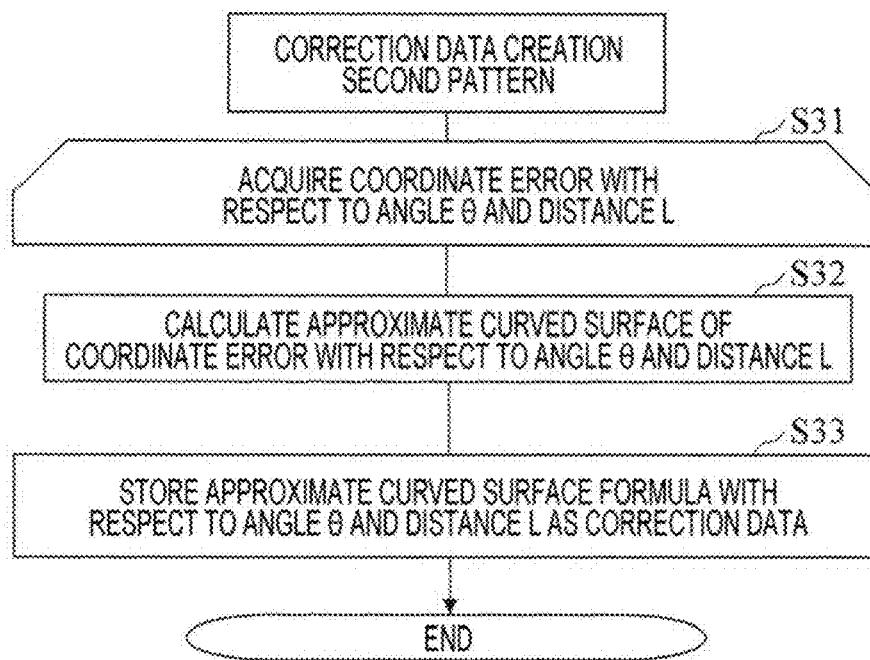 CORRECTION DATA CREATION
SECOND PATTERN
S31
ACQUIRE COORDINATE ERROR WITH
RESPECT TO ANGLE θ AND DISTANCE L
S32
CALCULATE APPROXIMATE CURVED SURFACE OF
COORDINATE ERROR WITH RESPECT TO ANGLE θ AND DISTANCE L
S33
STORE APPROXIMATE CURVED SURFACE FORMULA WITH
RESPECT TO ANGLE θ AND DISTANCE L AS CORRECTION DATA
END